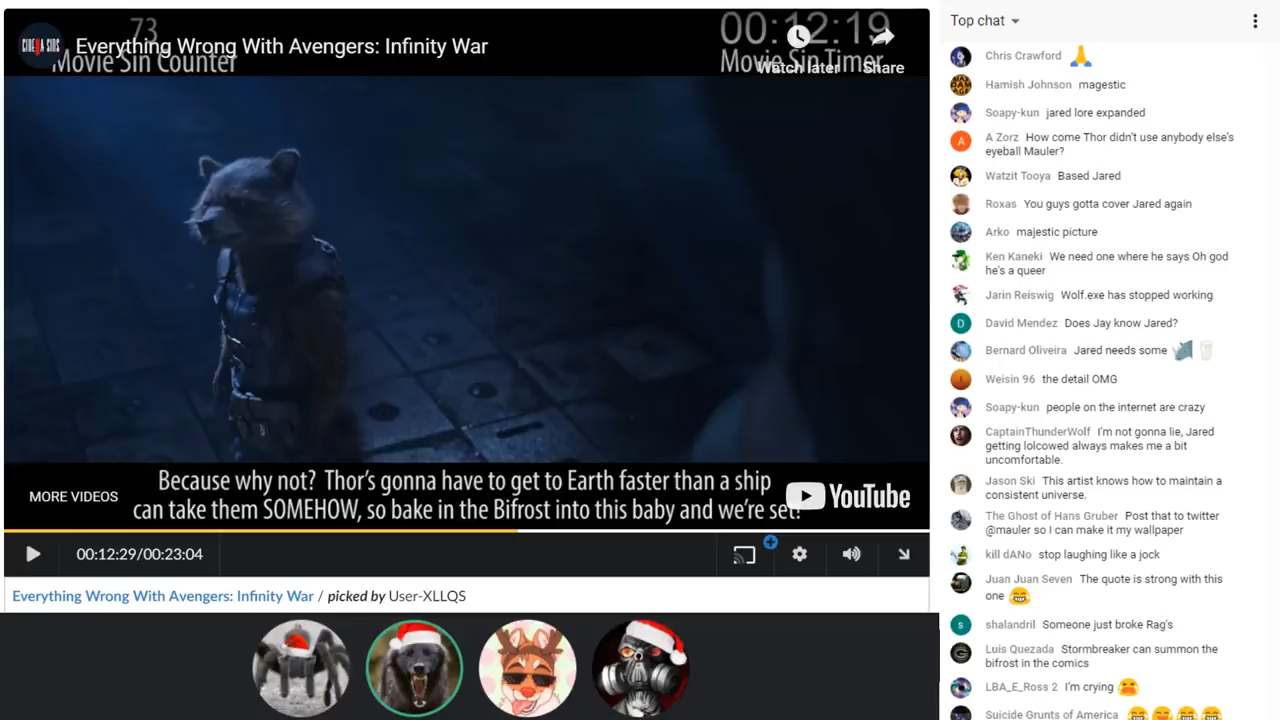 73
00:12:19
CINEMA SINS
Everything Wrong With Avengers: Infinity War
Movie Sin Counter
Movie Sin Timer
Watch later
Share
Because why not? Thor's gonna have to get to Earth faster than a ship
can take them SOMEHOW, so bake in the Bifrost into this baby and we're set!
MORE VIDEOS
YouTube
00:12:29/00:23:04
Everything Wrong With Avengers: Infinity War / picked by User-XLLQS
Top chat
Chris Crawford
Hamish Johnson magestic
Soapy-kun jared lore expanded
A
A Zorz How come Thor didn't use anybody else's
eyeball Mauler?
Watzit Tooya Based Jared
Roxas You guys gotta cover Jared again
Arko majestic picture
Ken Kaneki We need one where he says Oh god
he's a queer
Jarin Reiswig Wolf.exe has stopped working
D
David Mendez Does Jay know Jared?
Bernard Oliveira Jared needs some
Weisin 96 the detail OMG
Soapy-kun people on the internet are crazy
CaptainThunderWolf I'm not gonna lie, Jared
getting lolcowed always makes me a bit
uncomfortable.
Jason Ski This artist knows how to maintain a
consistent universe.
The Ghost of Hans Gruber Post that to twitter
@mauler so I can make it my wallpaper
kill dANo stop laughing like a jock
Juan Juan Seven The quote is strong with this
one
s
shalandril Someone just broke Rag's
Luis Quezada Stormbreaker can summon the
bifrost in the comics
LBA_E_Ross 2 I'm crying
Suicide Grunts of America